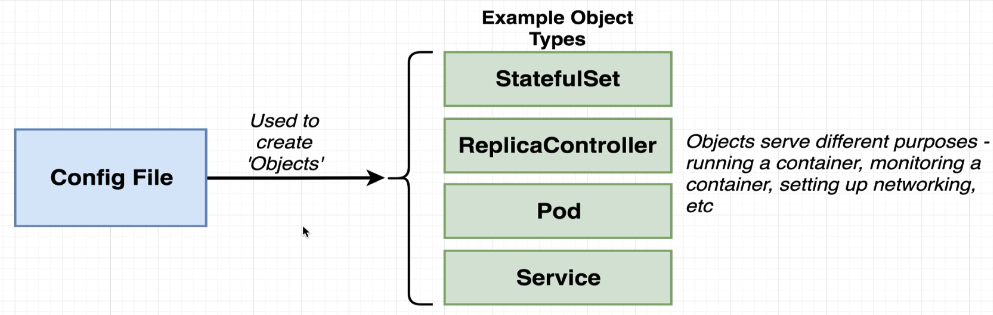 Example Object
Types
StatefulSet
Used to
create
'Objects'
Config File
ReplicaController
Pod
Service
Objects serve different purposes -
running a container, monitoring a
container, setting up networking,
etc